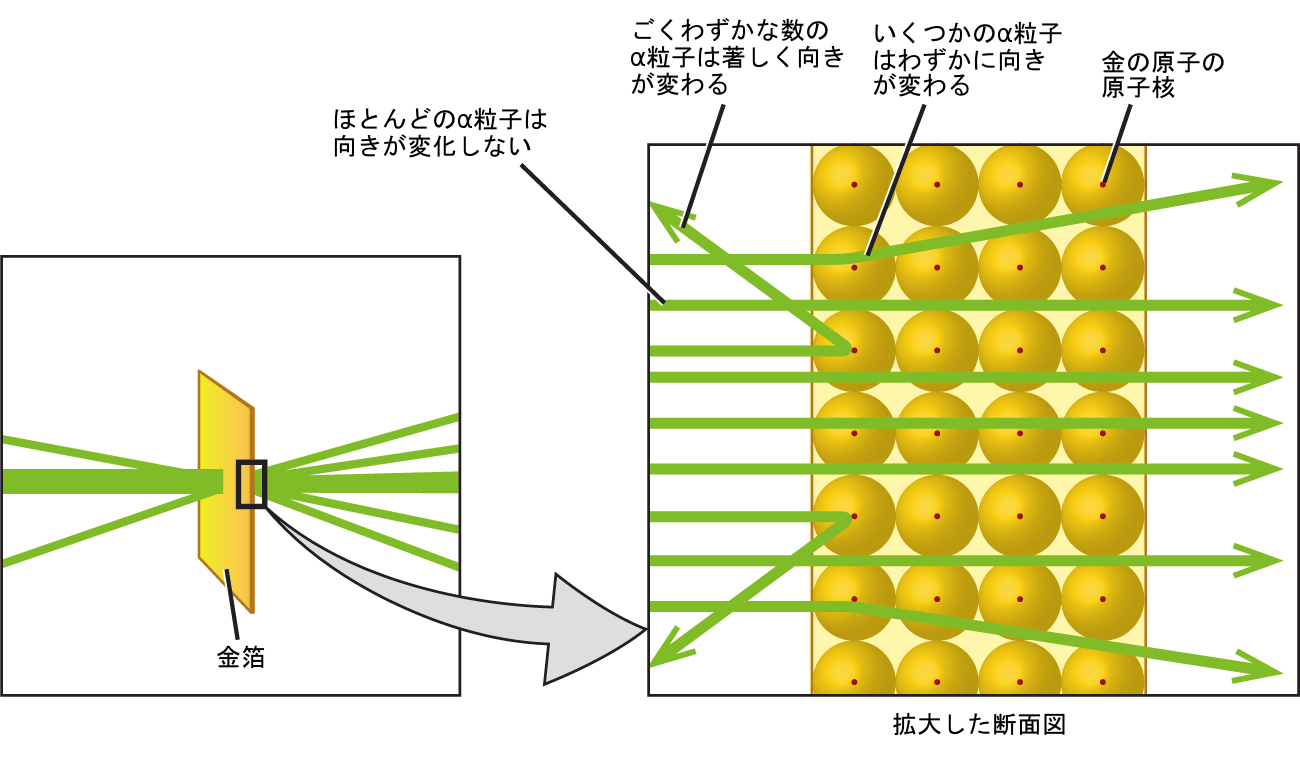 ごくわずかな数の
α粒子は著しく向き
が変わる
いくつかのα粒子
はわずかに向き
が変わる
金の原子の
原子核
ほとんどのα粒子は
向きが変化しない
金箔
拡大した断面図